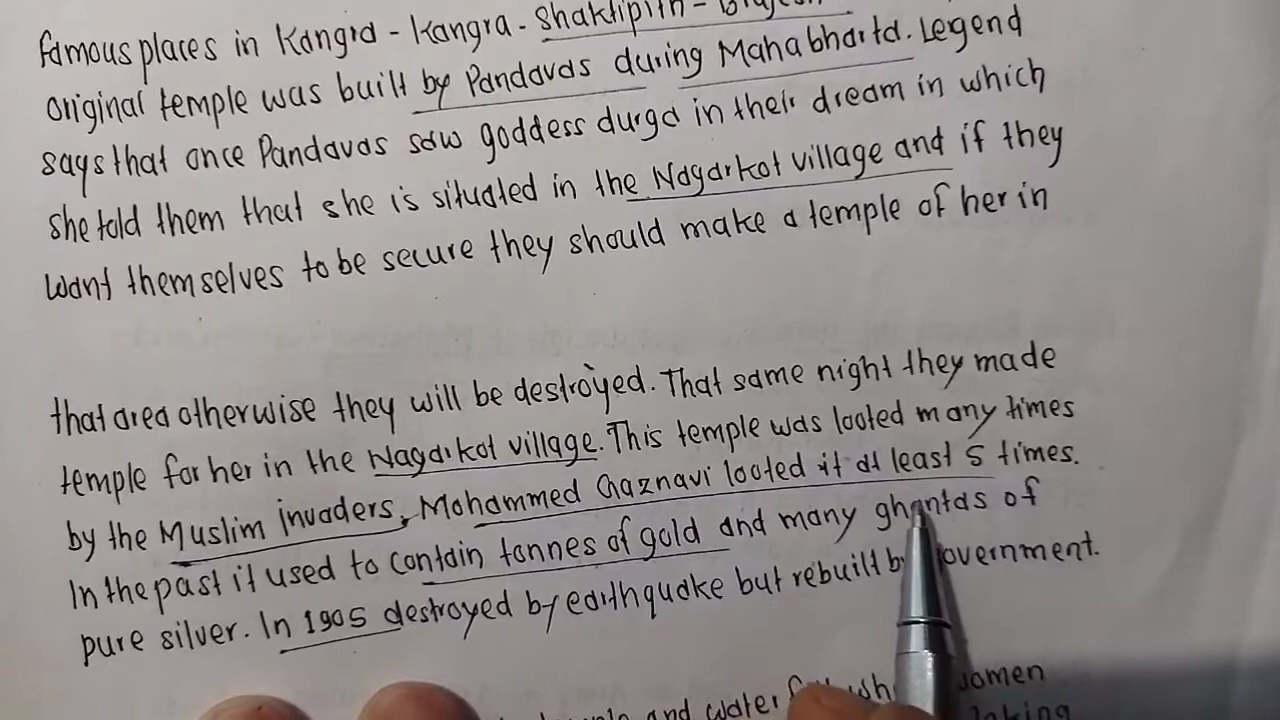 Famous places in Kangra - Kangra - Shaktipith -
original temple was built by Pandavas during Mahabharta. Legend
says that once Pandavas saw goddess durga in their dream in which
she told them that she is situated in the Nagarkot village and if they
want themselves to be secure they should make a temple of her in
that area otherwise they will be destroyed. That same night they made
temple for her in the Nagarkot village. This temple was looted many times
by the Muslim invaders. Mohammed Gaznavi looted it at least 5 times.
In the past it used to contain tonnes of gold and many ghantas of
pure silver. In 1905 destroyed by earthquake but rebuilt by government.
and water women